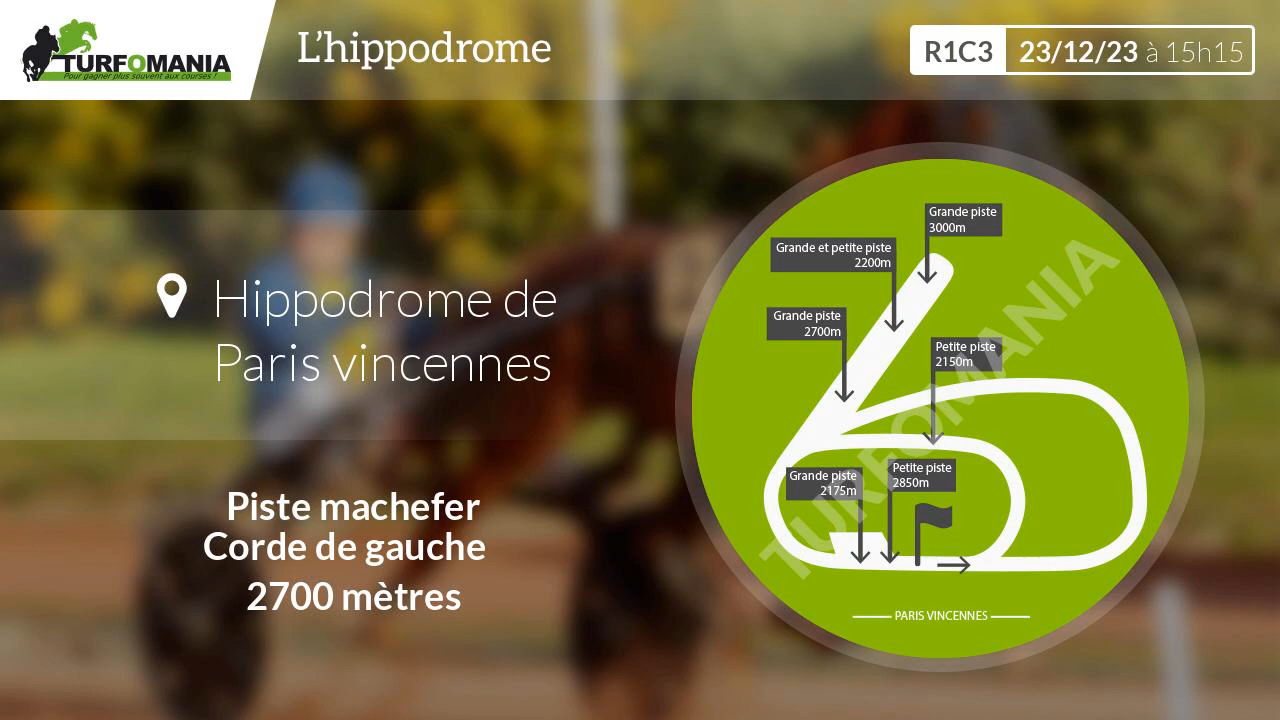 TURFOMANIA
Pour gagner plus souvent aux courses !
L'hippodrome
R1C3 23/12/23 à 15h15
Hippodrome de
Paris vincennes
Piste machefer
Corde de gauche
2700 mètres
Grande piste
3000m
Grande et petite piste
2200m
Grande piste
2700m
Petite piste
2150m
Grande piste
2175m
Petite piste
2850m
TURFOMANIA
PARIS VINCENNES